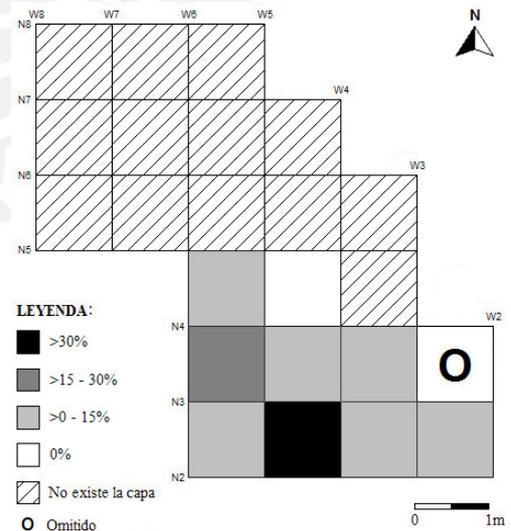 W8 W7 W6 W5
N
N8
N7
W4
N6
W3
N5
W2
N4
N3
N2
O
LEYENDA:
>30%
>15 - 30%
>0 - 15%
0%
No existe la capa
O Omitido
0 1m